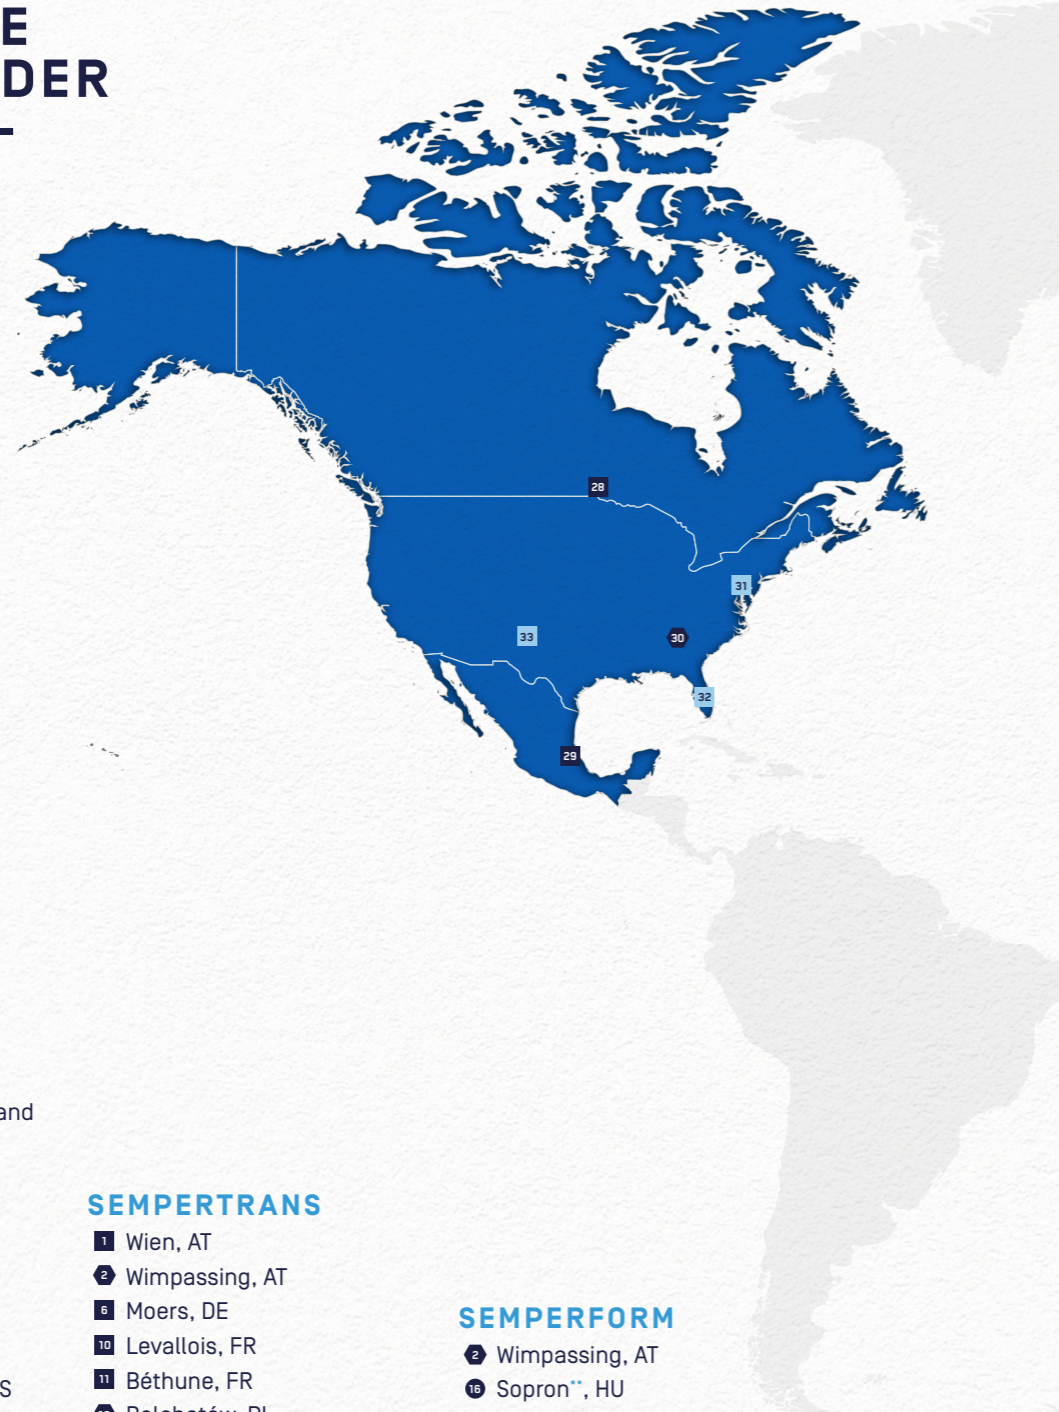 E
DER
28
31
33
30
32
29
and
SEMPERTRANS
1 Wien, AT
2 Wimpassing, AT
6 Moers, DE
10 Levallois, FR
11 Béthune, FR
SEMPERFORM
2 Wimpassing, AT
S
16 Sopron**, HU